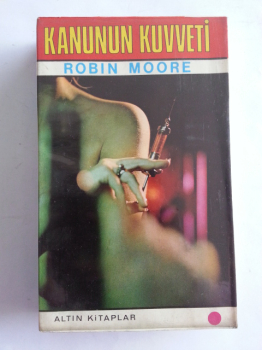 KANUNUN KUVVETİ
ROBIN MOORE
ALTIN KİTAPLAR